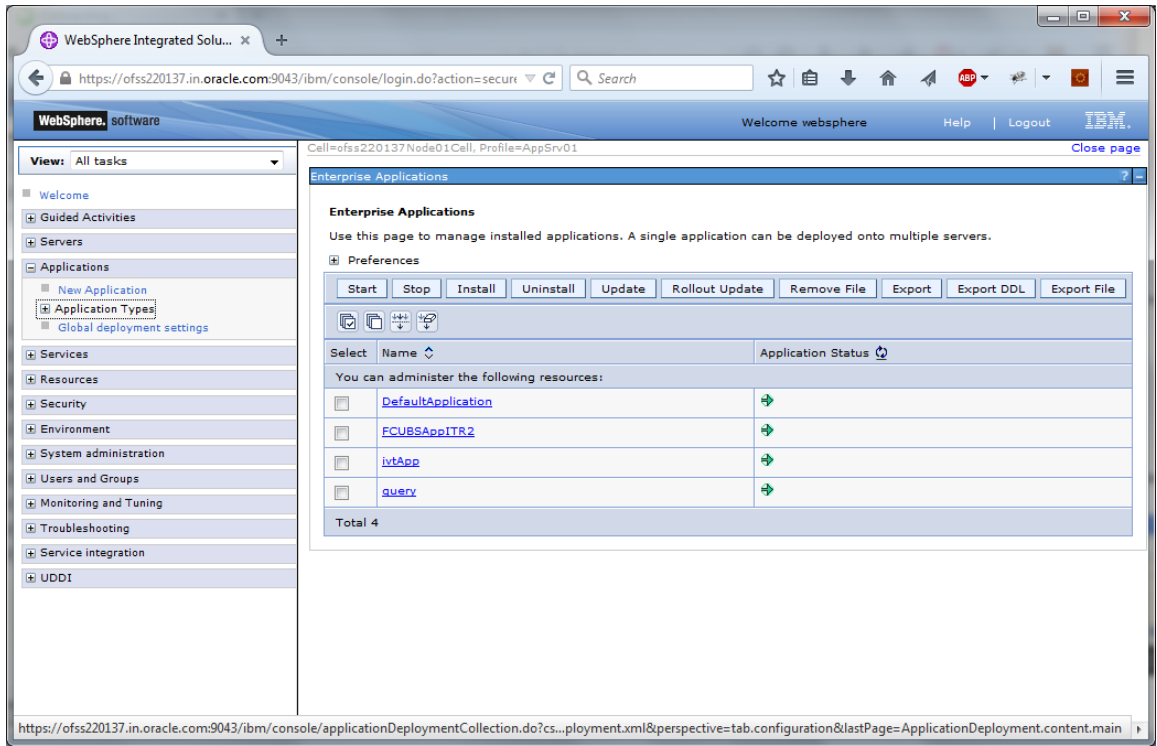 WebSphere Integrated Solu... × +
https://ofss220137.in.oracle.com:9043/ibm/console/login.do?action=secure Search ABP
WebSphere. software Welcome websphere Help | Logout IBM.
View: All tasks
Welcome
Guided Activities
Servers
Applications
New Application
Application Types
Global deployment settings
Services
Resources
Security
Environment
System administration
Users and Groups
Monitoring and Tuning
Troubleshooting
Service integration
UDDI
Cell=ofss220137Node01Cell, Profile=AppSrv01 Close page
Enterprise Applications ? –
Enterprise Applications
Use this page to manage installed applications. A single application can be deployed onto multiple servers.
Preferences
Start Stop Install Uninstall Update Rollout Update Remove File Export Export DDL Export File
Select Name Application Status
You can administer the following resources:
DefaultApplication
FCUBSAppITR2
ivtApp
query
Total 4
https://ofss220137.in.oracle.com:9043/ibm/console/applicationDeploymentCollection.do?cs...ployment.xml&perspective=tab.configuration&lastPage=ApplicationDeployment.content.main